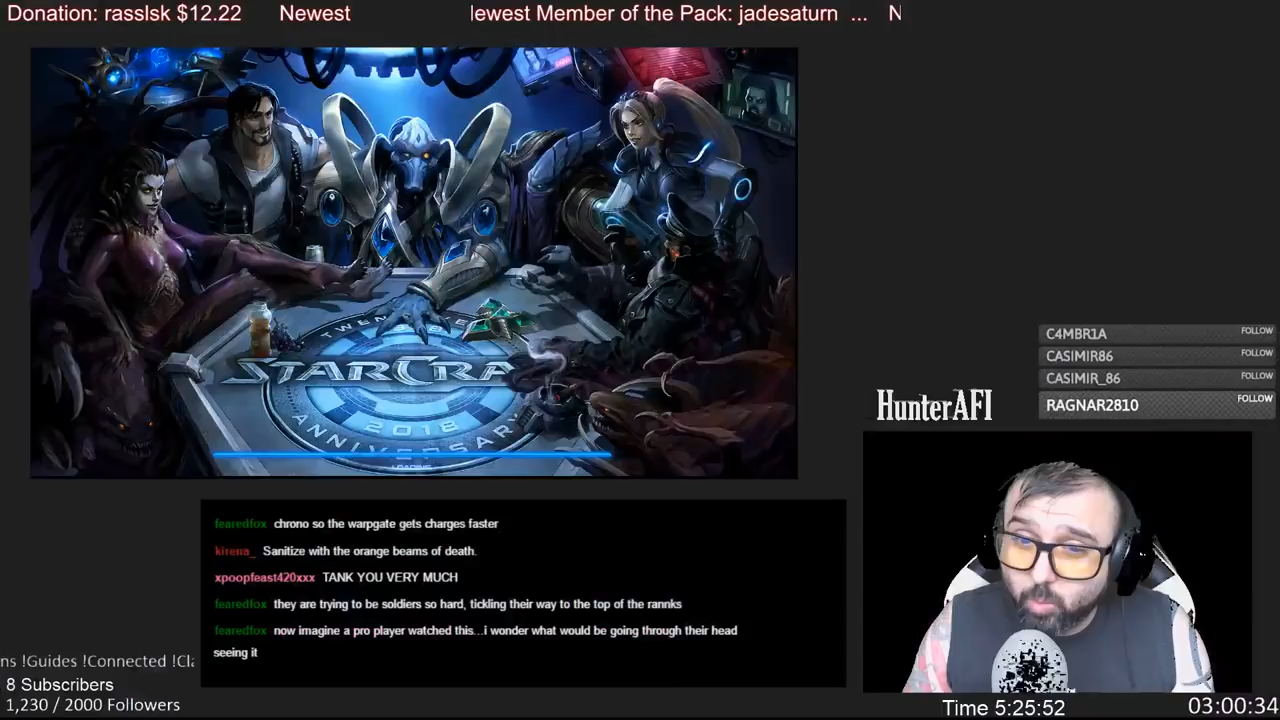 Donation: rasslsk $12.22 Newest lewest Member of the Pack: jadesaturn ... N
STARCRA
2018
ANNIVERSARY
LOADING
C4MBR1A FOLLOW
CASIMIR86 FOLLOW
CASIMIR_86 FOLLOW
RAGNAR2810 FOLLOW
HunterAFI
fearedfox chrono so the warpgate gets charges faster
kirena_ Sanitize with the orange beams of death.
xpoopfeast420xxx TANK YOU VERY MUCH
fearedfox they are trying to be soldiers so hard, tickling their way to the top of the rannks
fearedfox now imagine a pro player watched this...i wonder what would be going through their head
seeing it
ns !Guides !Connected !Cla
8 Subscribers
1,230 / 2000 Followers
Time 5:25:52
03:00:34